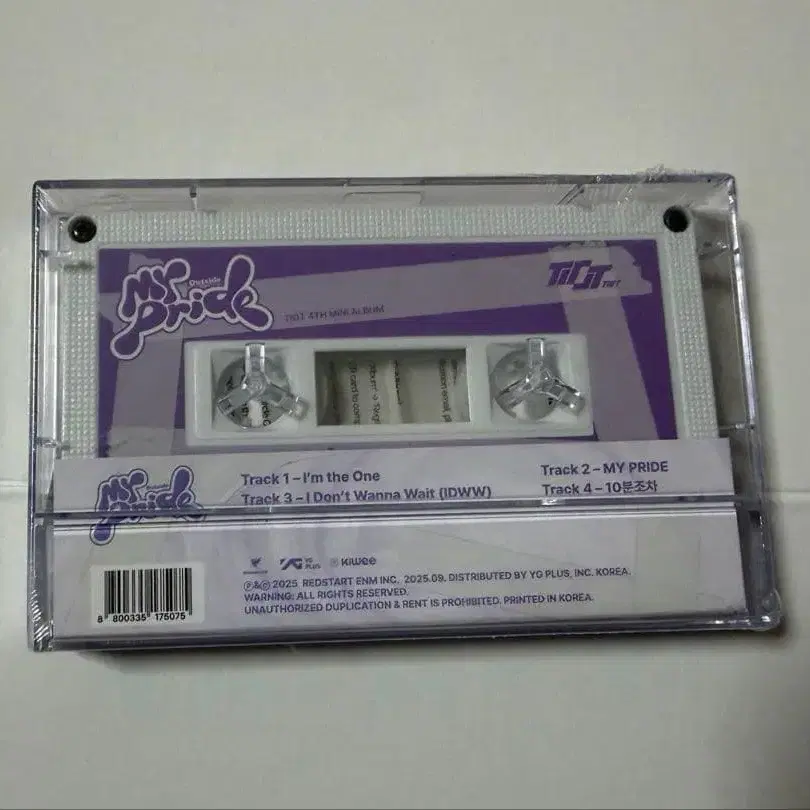 My Pride
Outside
TIOT 4TH MINI ALBUM
TIOT
TIOT
My Pride
Track 1 – I'm the One
Track 2 – MY PRIDE
Track 3 – I Don't Wanna Wait (IDWW)
Track 4 – 10분조차
YG PLUS
Kiwee
℗&© 2025 REDSTART ENM INC. 2025.09. DISTRIBUTED BY YG PLUS, INC. KOREA.
WARNING: ALL RIGHTS RESERVED.
UNAUTHORIZED DUPLICATION & RENT IS PROHIBITED. PRINTED IN KOREA.
8 800335 175075